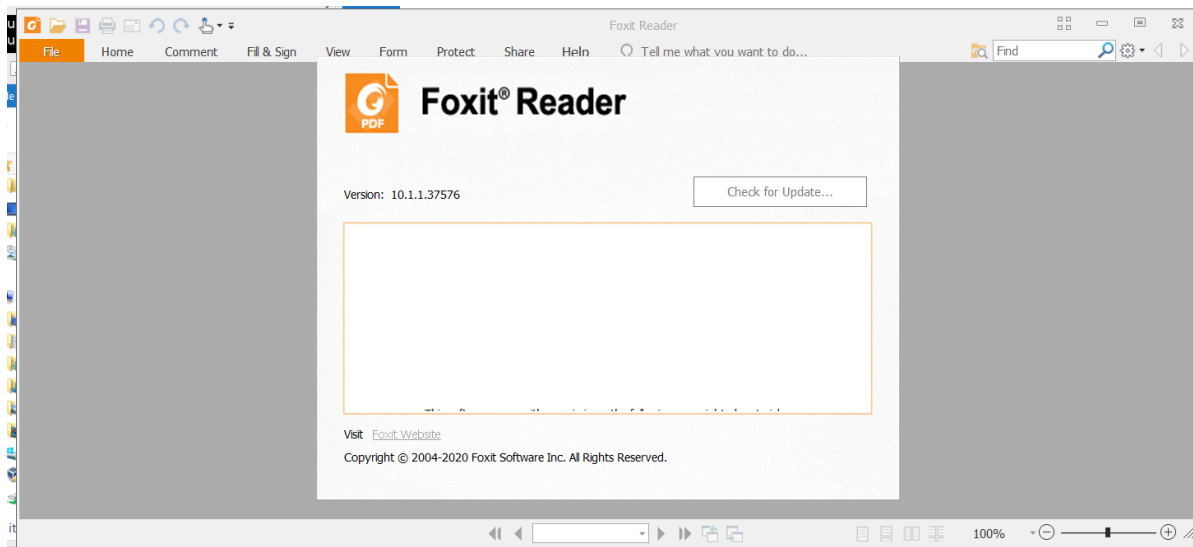 Foxit Reader
File Home Comment Fill & Sign View Form Protect Share Help Tell me what you want to do... Find
PDF
Foxit® Reader
Version: 10.1.1.37576
Check for Update...
Visit Foxit Website
Copyright © 2004-2020 Foxit Software Inc. All Rights Reserved.
100%